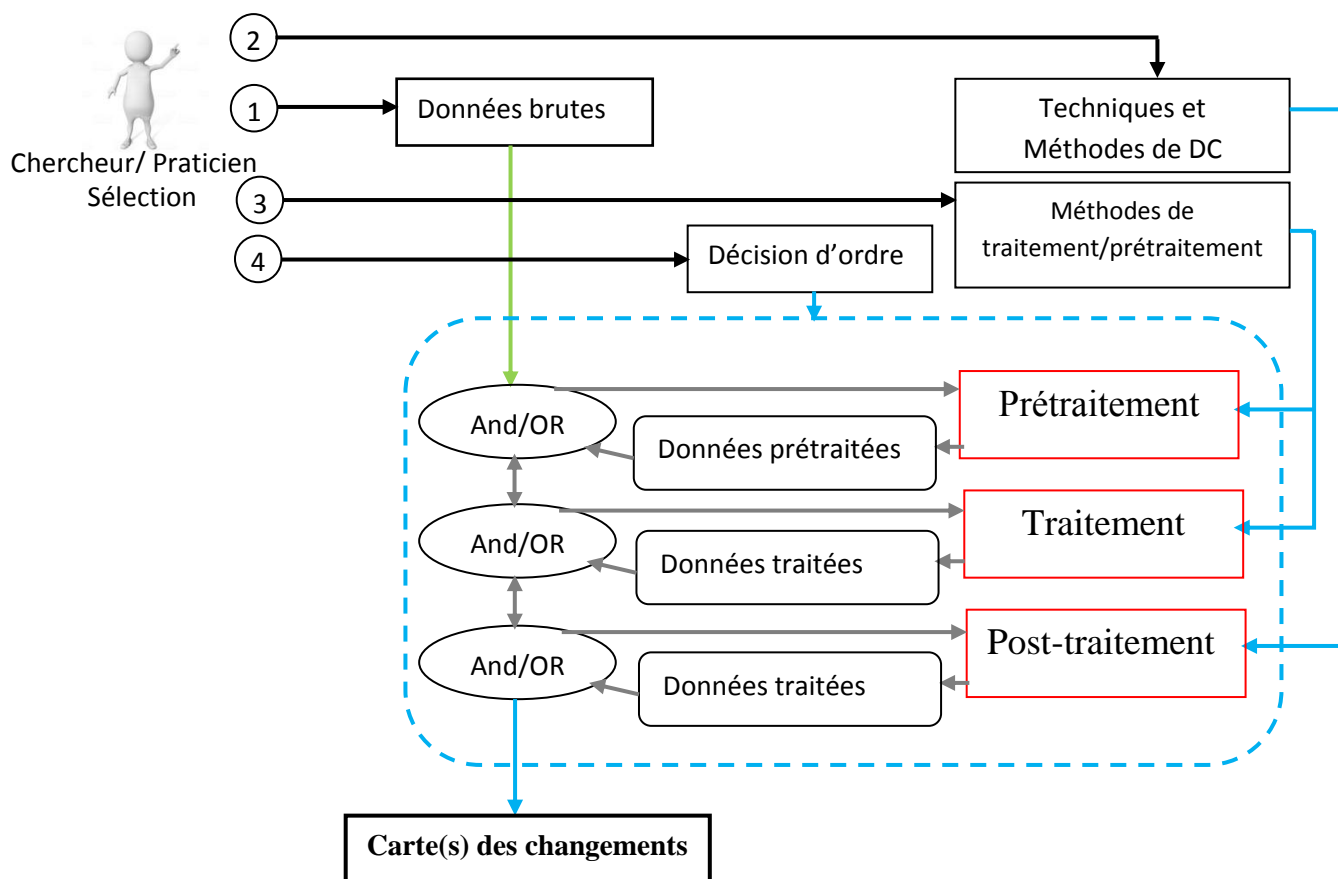 2
1
Données brutes
Techniques et
Méthodes de DC
Chercheur/ Praticien
Sélection
3
Méthodes de
traitement/prétraitement
4
Décision d’ordre
And/OR
Prétraitement
Données prétraitées
And/OR
Traitement
Données traitées
And/OR
Post-traitement
Données traitées
Carte(s) des changements